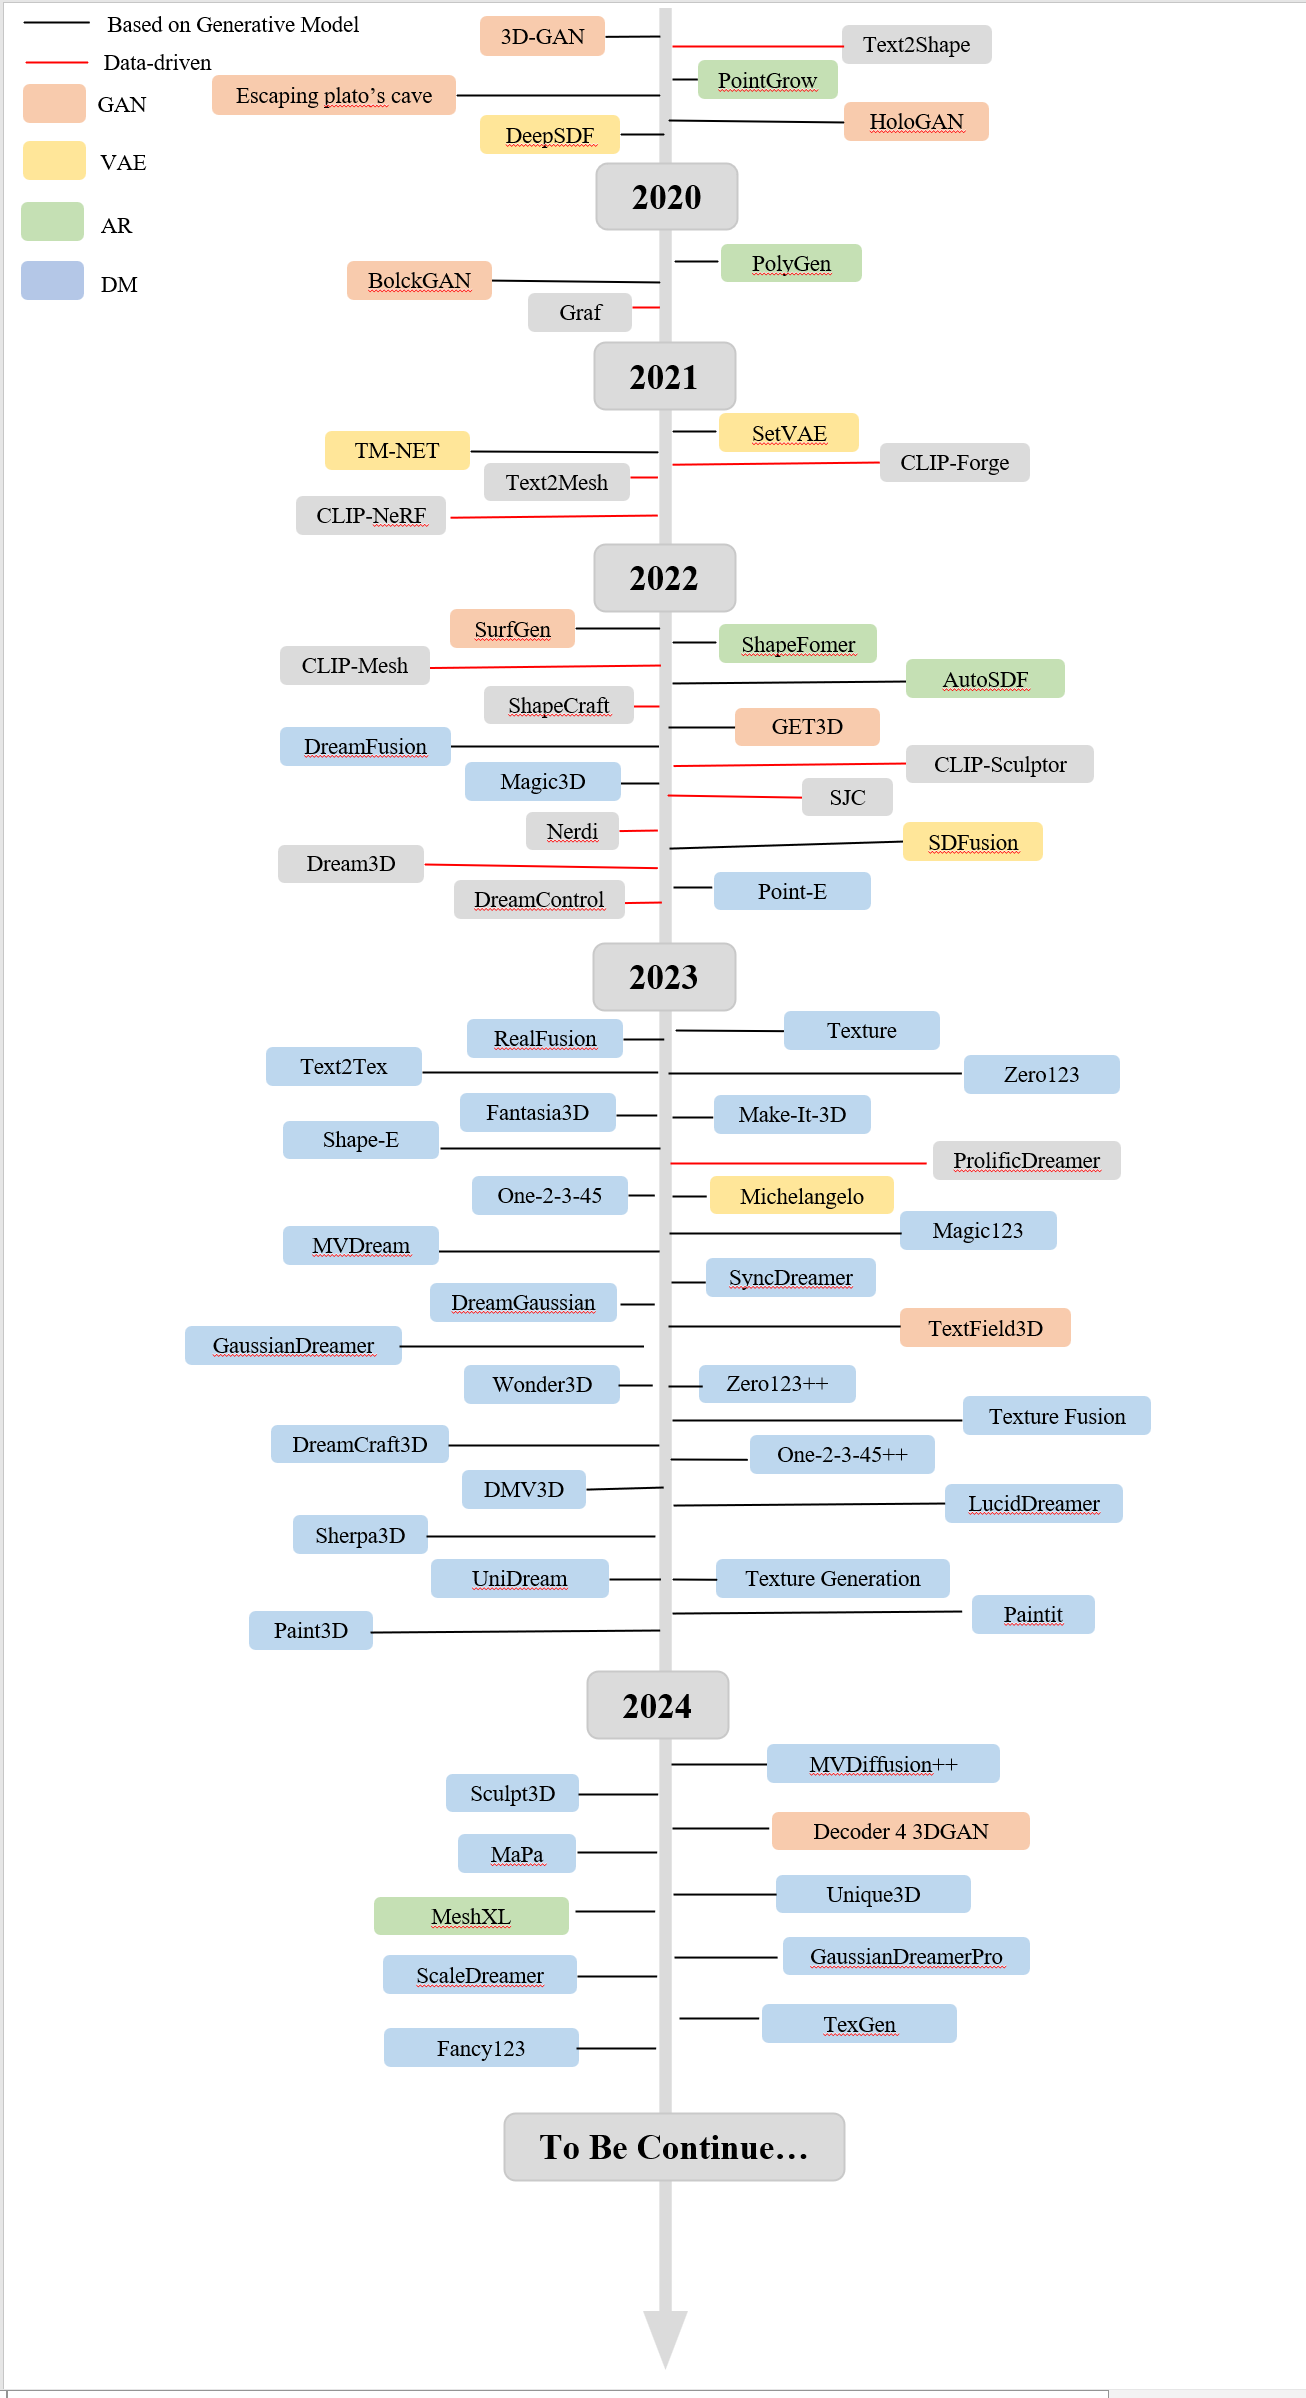 Based on Generative Model
Data-driven
GAN
VAE
AR
DM
3D-GAN
Text2Shape
PointGrow
Escaping plato's cave
HoloGAN
DeepSDF
2020
PolyGen
BolckGAN
Graf
2021
SetVAE
TM-NET
CLIP-Forge
Text2Mesh
CLIP-NeRF
2022
SurfGen
ShapeFomer
CLIP-Mesh
AutoSDF
ShapeCraft
GET3D
DreamFusion
CLIP-Sculptor
Magic3D
SJC
Nerdi
SDFusion
Dream3D
Point-E
DreamControl
2023
Texture
RealFusion
Text2Tex
Zero123
Fantasia3D
Make-It-3D
Shape-E
ProlificDreamer
One-2-3-45
Michelangelo
Magic123
MVDream
SyncDreamer
DreamGaussian
TextField3D
GaussianDreamer
Wonder3D
Zero123++
Texture Fusion
DreamCraft3D
One-2-3-45++
DMV3D
LucidDreamer
Sherpa3D
UniDream
Texture Generation
Paintit
Paint3D
2024
MVDiffusion++
Sculpt3D
Decoder 4 3DGAN
MaPa
Unique3D
MeshXL
GaussianDreamerPro
ScaleDreamer
TexGen
Fancy123
To Be Continue…